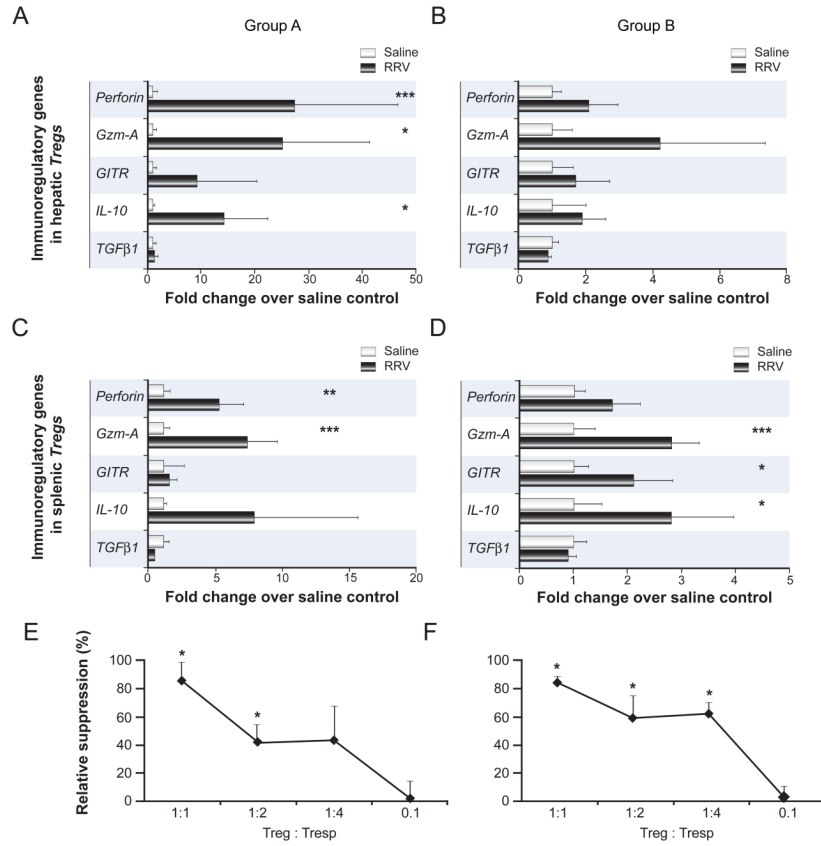 A
Group A
B
Group B
Saline
RRV
Saline
RRV
Immunoregulatory genes
in hepatic Tregs
Perforin
***
Gzm-A
*
GITR
IL-10
*
TGFβ1
0 10 20 30 40 50
Fold change over saline control
Perforin
Gzm-A
GITR
IL-10
TGFβ1
0 2 4 6 8
Fold change over saline control
C
D
Saline
RRV
Saline
RRV
Immunoregulatory genes
in splenic Tregs
Perforin
**
Gzm-A
***
GITR
IL-10
TGFβ1
0 5 10 15 20
Fold change over saline control
Perforin
Gzm-A
***
GITR
*
IL-10
*
TGFβ1
0 1 2 3 4 5
Fold change over saline control
E
F
Relative suppression (%)
100
80
60
40
20
0
* *
1:1 1:2 1:4 0.1
Treg : Tresp
100
80
60
40
20
0
* * *
1:1 1:2 1:4 0.1
Treg : Tresp